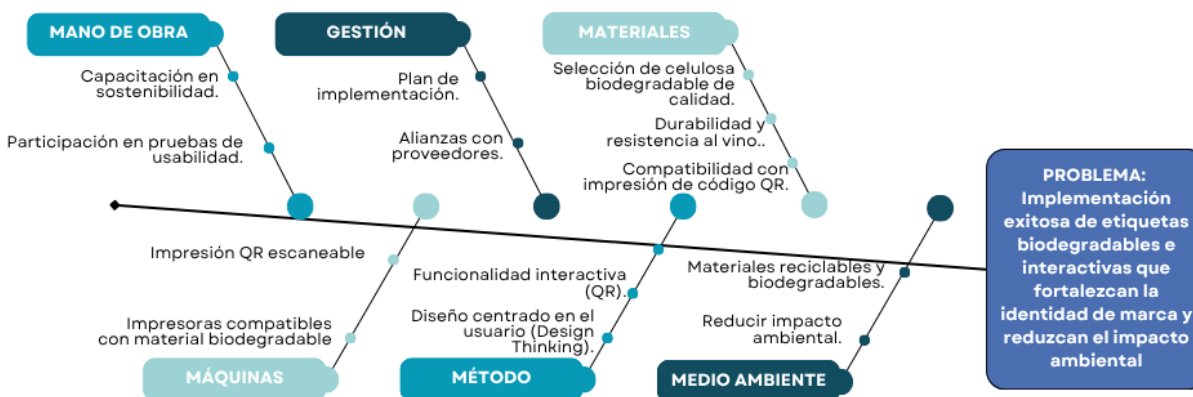 MANO DE OBRA
Capacitación en
sostenibilidad.
Participación en pruebas de
usabilidad.
GESTIÓN
Plan de
implementación.
Alianzas con
proveedores.
MATERIALES
Selección de celulosa
biodegradable de
calidad.
Durabilidad y
resistencia al vino..
Compatibilidad con
impresión de código QR.
Impresión QR escaneable
Impresoras compatibles
con material biodegradable
MÁQUINAS
Funcionalidad interactiva
(QR).
Diseño centrado en el
usuario (Design
Thinking).
MÉTODO
Materiales reciclables y
biodegradables.
Reducir impacto
ambiental.
MEDIO AMBIENTE
PROBLEMA:
Implementación
exitosa de etiquetas
biodegradables e
interactivas que
fortalezcan la
identidad de marca y
reduzcan el impacto
ambiental